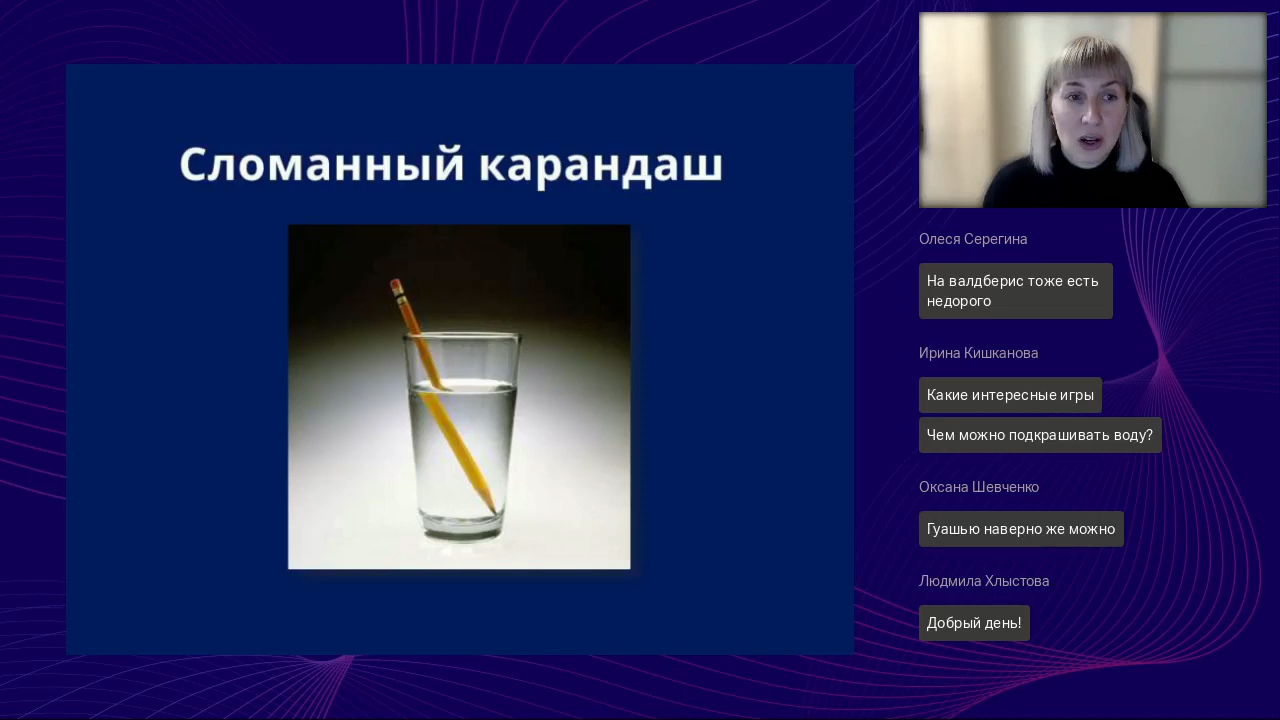 Сломанный карандаш
Олеся Серегина
На валдберис тоже есть
недорого
Ирина Кишканова
Какие интересные игры
Чем можно подкрашивать воду?
Оксана Шевченко
Гуашью наверно же можно
Людмила Хлыстова
Добрый день!